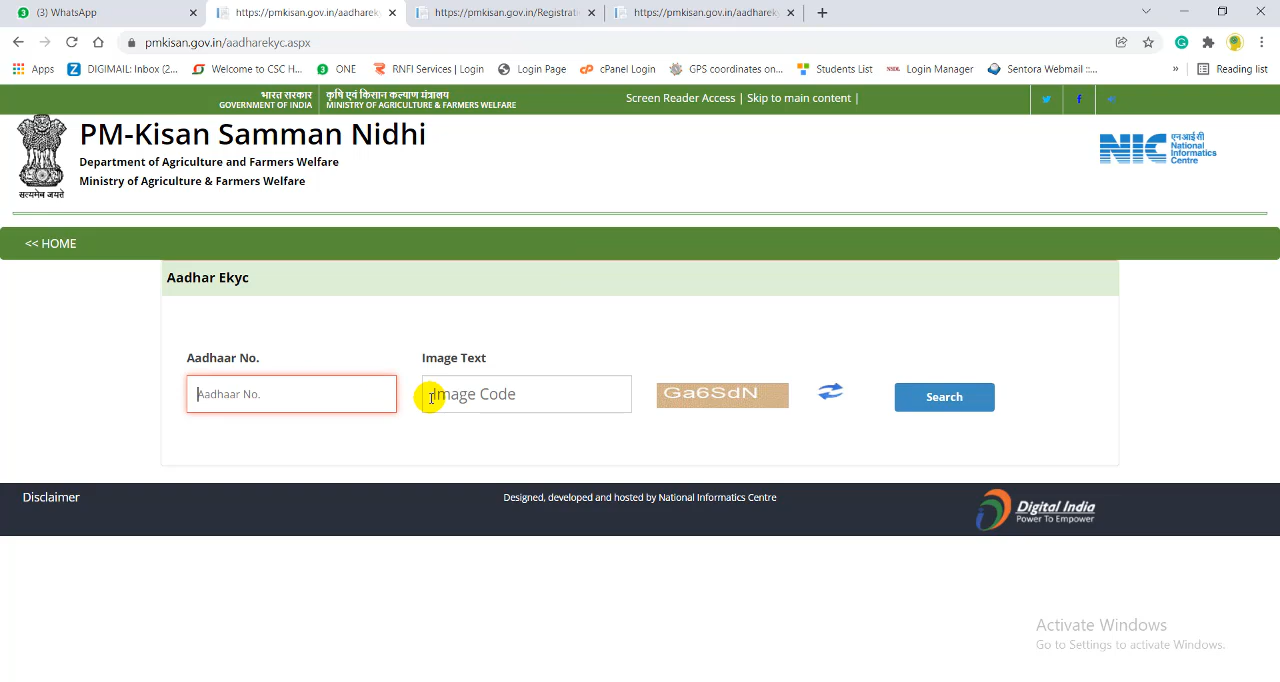 (3) WhatsApp
https://pmkisan.gov.in/aadharek
https://pmkisan.gov.in/Registrati
https://pmkisan.gov.in/aadharek
pmkisan.gov.in/aadharekyc.aspx
Apps
DIGIMAIL: Inbox (2...
Welcome to CSC H...
ONE
RNFI Services | Login
Login Page
cPanel Login
GPS coordinates on...
Students List
Login Manager
Sentora Webmail ::...
»
Reading list
भारत सरकार
GOVERNMENT OF INDIA
कृषि एवं किसान कल्याण मंत्रालय
MINISTRY OF AGRICULTURE & FARMERS WELFARE
Screen Reader Access | Skip to main content |
PM-Kisan Samman Nidhi
Department of Agriculture and Farmers Welfare
Ministry of Agriculture & Farmers Welfare
सत्यमेव जयते
NIC
एनआईसी
National
Informatics
Centre
<< HOME
Aadhar Ekyc
Aadhaar No.
Image Text
Aadhaar No.
Image Code
Ga6SdN
Search
Disclaimer
Designed, developed and hosted by National Informatics Centre
Digital India
Power To Empower
Activate Windows
Go to Settings to activate Windows.